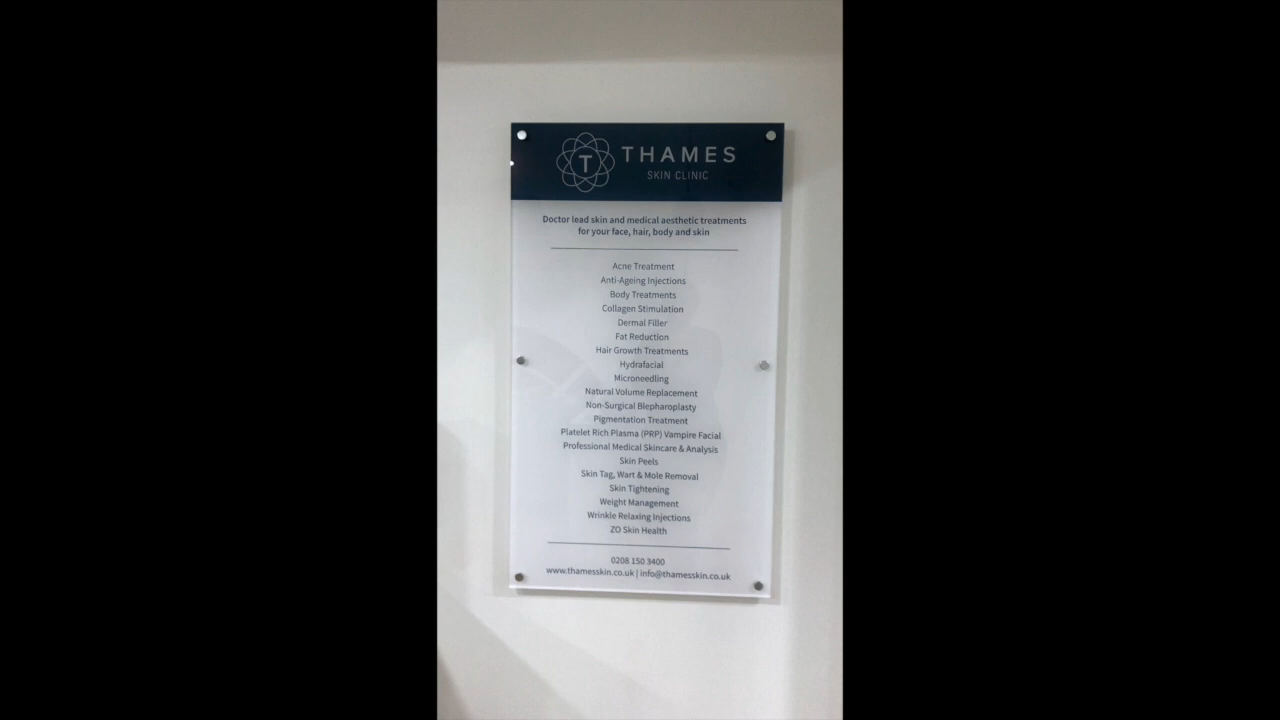 T
THAMES
SKIN CLINIC
Doctor lead skin and medical aesthetic treatments
for your face, hair, body and skin
Acne Treatment
Anti-Ageing Injections
Body Treatments
Collagen Stimulation
Dermal Filler
Fat Reduction
Hair Growth Treatments
Hydrafacial
Microneedling
Natural Volume Replacement
Non-Surgical Blepharoplasty
Pigmentation Treatment
Platelet Rich Plasma (PRP) Vampire Facial
Professional Medical Skincare & Analysis
Skin Peels
Skin Tag, Wart & Mole Removal
Skin Tightening
Weight Management
Wrinkle Relaxing Injections
ZO Skin Health
0208 150 3400
www.thamesskin.co.uk | info@thamesskin.co.uk